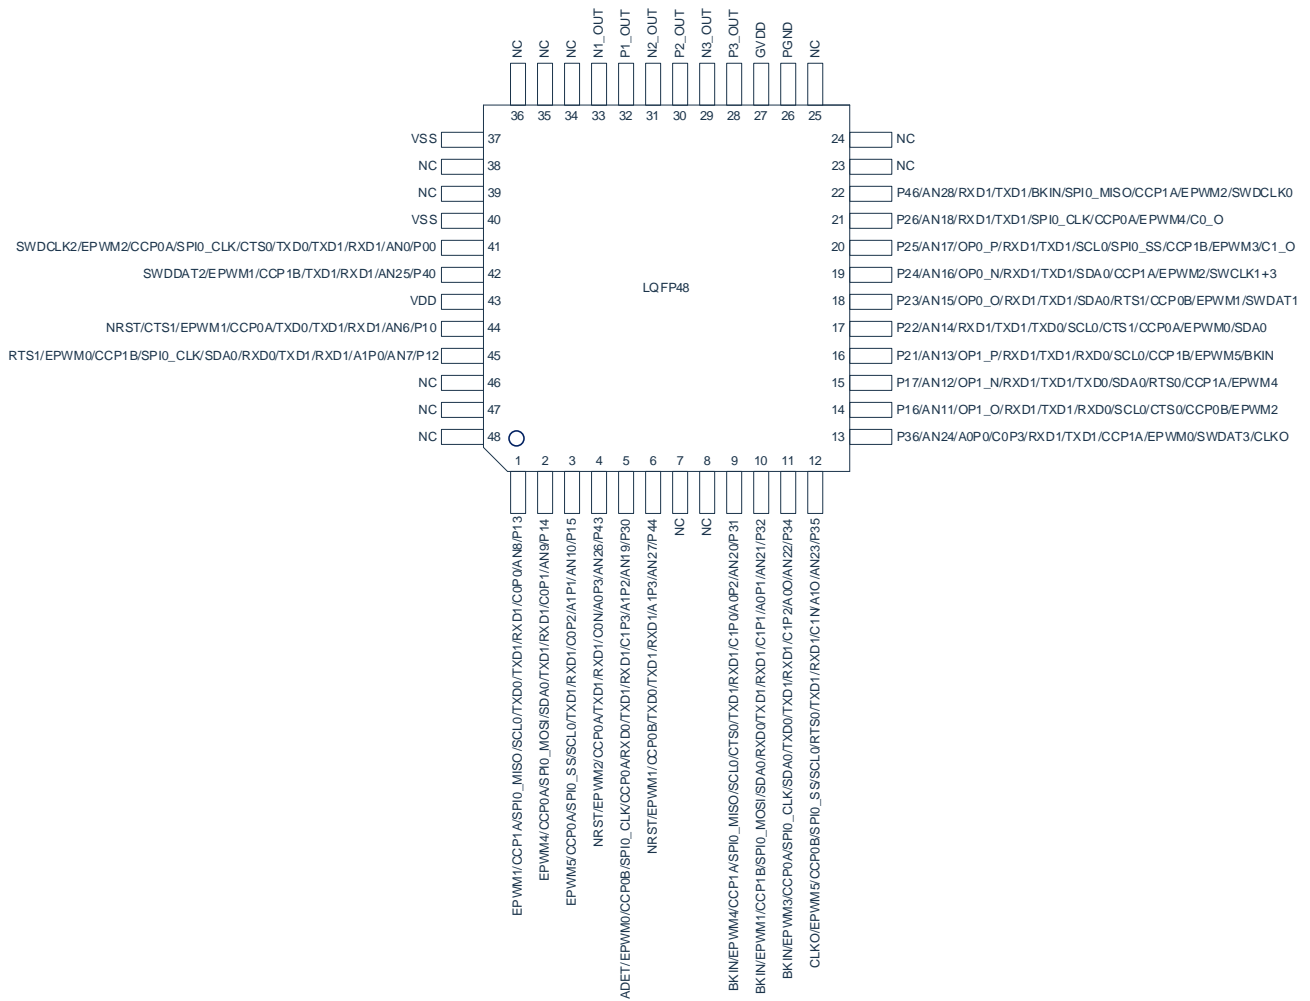 NC
NC
NC
N1_OUT
P1_OUT
N2_OUT
P2_OUT
N3_OUT
P3_OUT
GVDD
PGND
NC
36 35 34 33 32 31 30 29 28 27 26 25
VSS 37
NC 38
NC 39
VSS 40
SWDCLK2/EPWM2/CCP0A/SPI0_CLK/CTS0/TXD0/TXD1/RXD1/AN0/P00 41
SWDDAT2/EPWM1/CCP1B/TXD1/RXD1/AN25/P40 42
VDD 43
NRST/CTS1/EPWM1/CCP0A/TXD0/TXD1/RXD1/AN6/P10 44
RTS1/EPWM0/CCP1B/SPI0_CLK/SDA0/RXD0/TXD1/RXD1/A1P0/AN7/P12 45
NC 46
NC 47
NC 48
LQFP48
24 NC
23 NC
22 P46/AN28/RXD1/TXD1/BKIN/SPI0_MISO/CCP1A/EPWM2/SWDCLK0
21 P26/AN18/RXD1/TXD1/SPI0_CLK/CCP0A/EPWM4/C0_O
20 P25/AN17/OP0_P/RXD1/TXD1/SCL0/SPI0_SS/CCP1B/EPWM3/C1_O
19 P24/AN16/OP0_N/RXD1/TXD1/SDA0/CCP1A/EPWM2/SWCLK1+3
18 P23/AN15/OP0_O/RXD1/TXD1/SDA0/RTS1/CCP0B/EPWM1/SWDAT1
17 P22/AN14/RXD1/TXD1/TXD0/SCL0/CTS1/CCP0A/EPWM0/SDA0
16 P21/AN13/OP1_P/RXD1/TXD1/RXD0/SCL0/CCP1B/EPWM5/BKIN
15 P17/AN12/OP1_N/RXD1/TXD1/TXD0/SDA0/RTS0/CCP1A/EPWM4
14 P16/AN11/OP1_O/RXD1/TXD1/RXD0/SCL0/CTS0/CCP0B/EPWM2
13 P36/AN24/A0P0/C0P3/RXD1/TXD1/CCP1A/EPWM0/SWDAT3/CLKO
1 2 3 4 5 6 7 8 9 10 11 12
EPWM1/CCP1A/SPI0_MISO/SCL0/TXD0/TXD1/RXD1/C0P0/AN8/P13
EPWM4/CCP0A/SPI0_MOSI/SDA0/TXD1/RXD1/C0P1/AN9/P14
EPWM5/CCP0A/SPI0_SS/SCL0/TXD1/RXD1/C0P2/A1P1/AN10/P15
NRST/EPWM2/CCP0A/TXD1/RXD1/C0N/A0P3/AN26/P43
ADET/EPWM0/CCP0B/SPI0_CLK/CCP0A/RXD0/TXD1/RXD1/C1P3/A1P2/AN19/P30
NRST/EPWM1/CCP0B/TXD0/TXD1/RXD1/A1P3/AN27/P44
NC
NC
BKIN/EPWM4/CCP1A/SPI0_MISO/SCL0/CTS0/TXD1/RXD1/C1P0/A0P2/AN20/P31
BKIN/EPWM1/CCP1B/SPI0_MOSI/SDA0/RXD0/TXD1/RXD1/C1P1/A0P1/AN21/P32
BKIN/EPWM3/CCP0A/SPI0_CLK/SDA0/TXD0/TXD1/RXD1/C1P2/A0O/AN22/P34
CLKO/EPWM5/CCP0B/SPI0_SS/SCL0/RTS0/TXD1/RXD1/C1N/A1O/AN23/P35